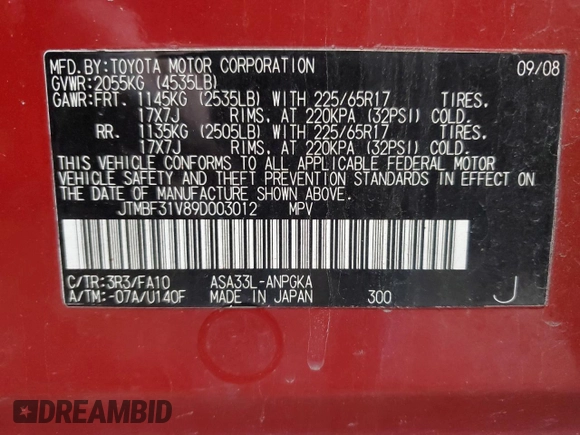 MFD. BY: TOYOTA MOTOR CORPORATION 09/08
GVWR: 2055KG (4535LB)
GAWR: FRT. 1145KG (2535LB) WITH 225/65R17 TIRES,
17X7J RIMS, AT 220KPA (32PSI) COLD.
RR. 1135KG (2505LB) WITH 225/65R17 TIRES,
17X7J RIMS, AT 220KPA (32PSI) COLD.
THIS VEHICLE CONFORMS TO ALL APPLICABLE FEDERAL MOTOR
VEHICLE SAFETY AND THEFT PREVENTION STANDARDS IN EFFECT ON
THE DATE OF MANUFACTURE SHOWN ABOVE.
JTMBF31V89D003012 MPV
C/TR: 3R3/FA10 ASA33L-ANPGKA
A/TM: -07A/U140F MADE IN JAPAN 300 J
DREAMBID